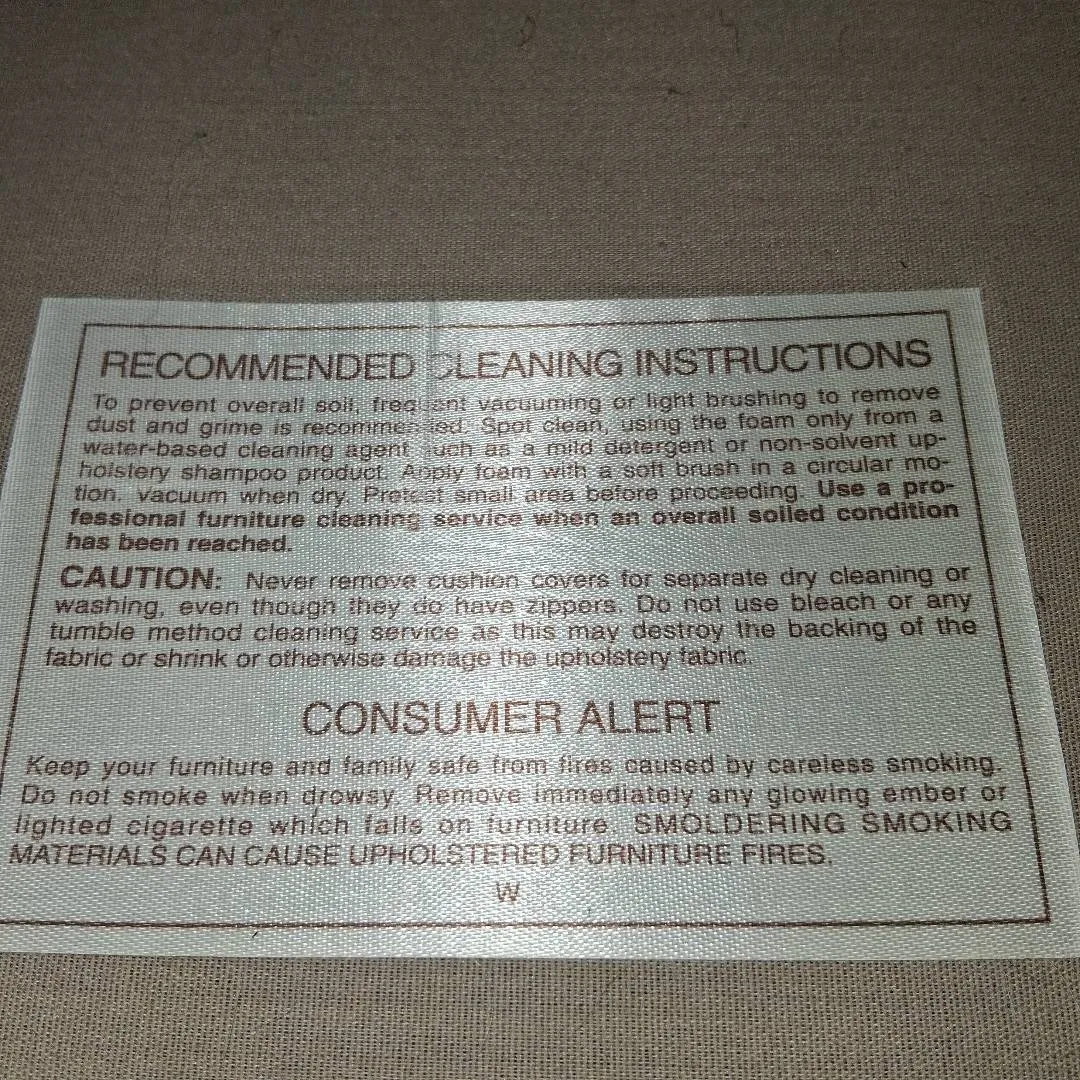 RECOMMENDED CLEANING INSTRUCTIONS
To prevent overall soil, frequent vacuuming or light brushing to remove
dust and grime is recommended. Spot clean, using the foam only from a
water-based cleaning agent such as a mild detergent or non-solvent up-
holstery shampoo product. Apply foam with a soft brush in a circular mo-
tion. vacuum when dry. Pretest small area before proceeding. Use a pro-
fessional furniture cleaning service when an overall soiled condition
has been reached.
CAUTION: Never remove cushion covers for separate dry cleaning or
washing, even though they do have zippers. Do not use bleach or any
tumble method cleaning service as this may destroy the backing of the
fabric or shrink or otherwise damage the upholstery fabric.
CONSUMER ALERT
Keep your furniture and family safe from fires caused by careless smoking.
Do not smoke when drowsy. Remove immediately any glowing ember or
lighted cigarette which falls on furniture. SMOLDERING SMOKING
MATERIALS CAN CAUSE UPHOLSTERED FURNITURE FIRES.
W